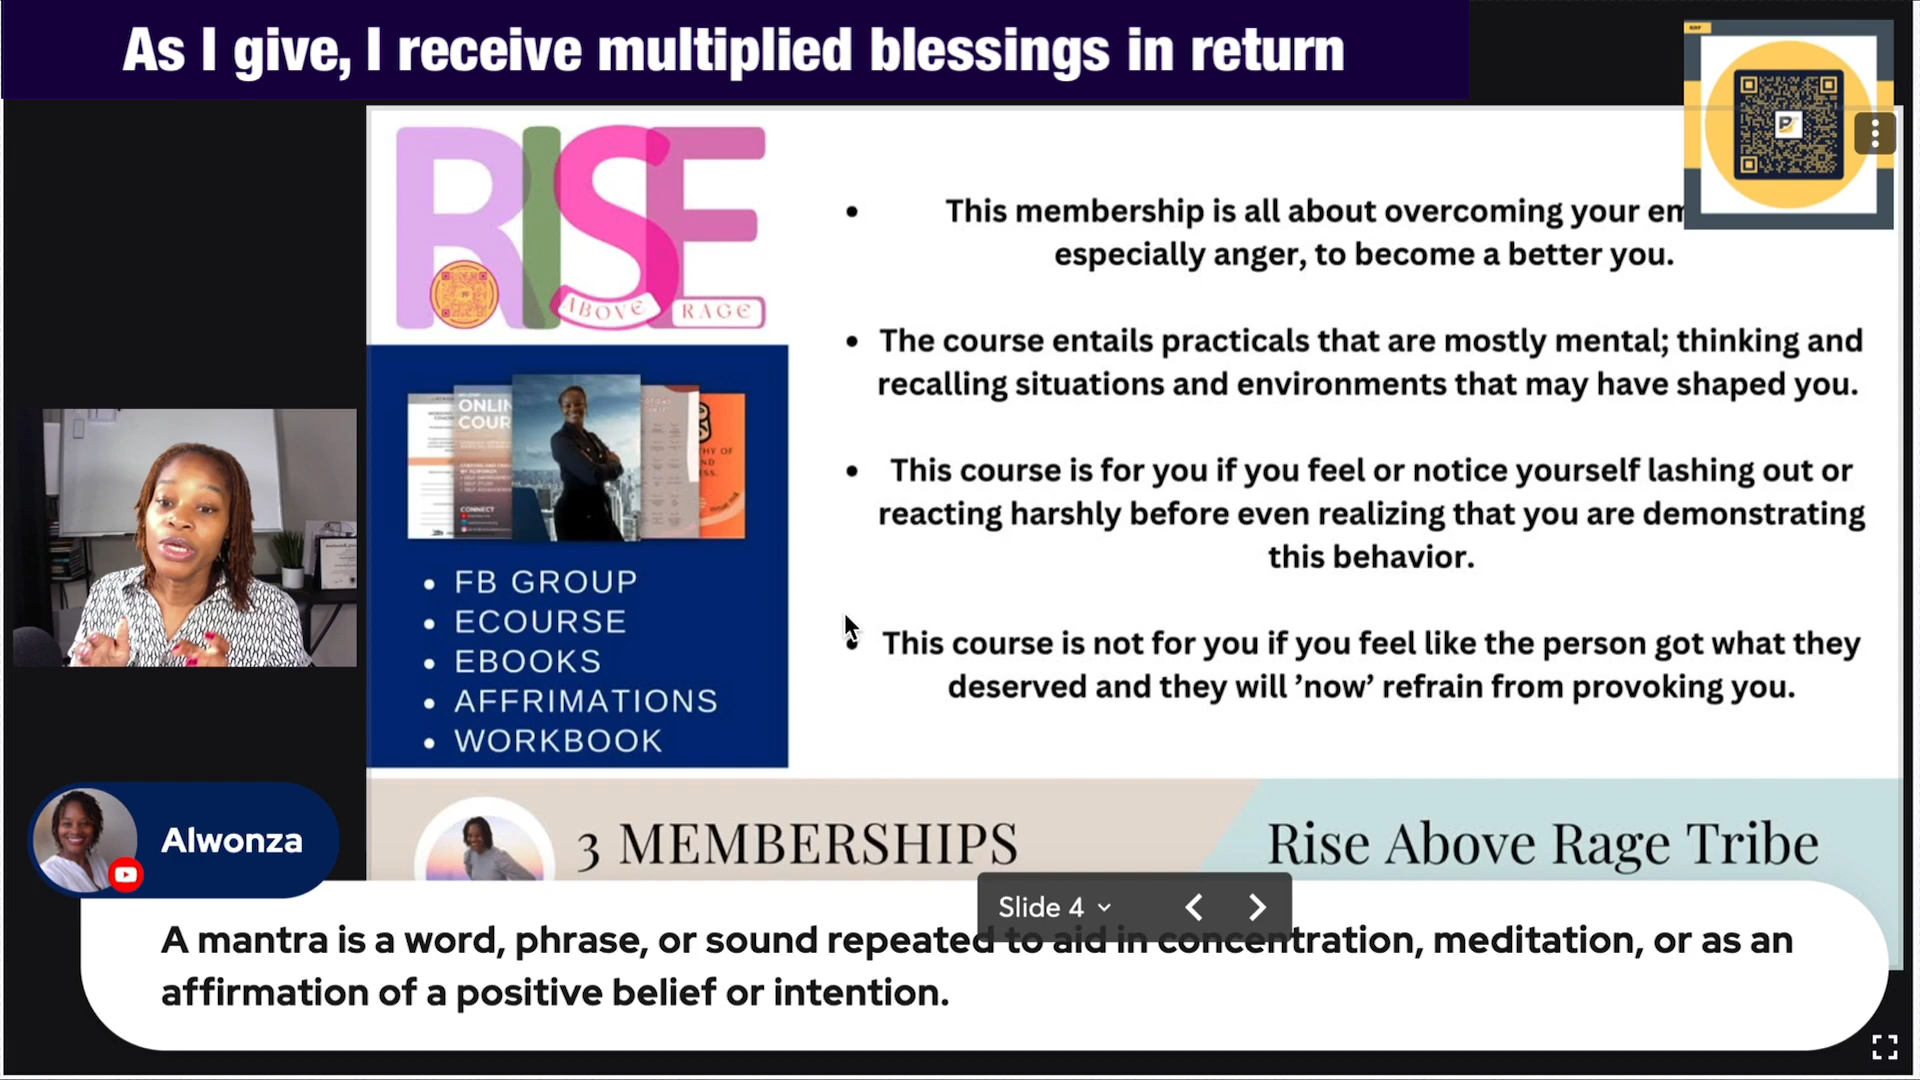 As I give, I receive multiplied blessings in return
RISE
ABOVE RAGE
This membership is all about overcoming your
especially anger, to become a better you.
The course entails practicals that are mostly mental; thinking and
recalling situations and environments that may have shaped you.
This course is for you if you feel or notice yourself lashing out or
reacting harshly before even realizing that you are demonstrating
this behavior.
This course is not for you if you feel like the person got what they
deserved and they will ’now’ refrain from provoking you.
CONNECT
FB GROUP
ECOURSE
EBOOKS
AFFRIMATIONS
WORKBOOK
3 MEMBERSHIPS
Rise Above Rage Tribe
Alwonza
Slide 4
A mantra is a word, phrase, or sound repeated to aid in concentration, meditation, or as an
affirmation of a positive belief or intention.